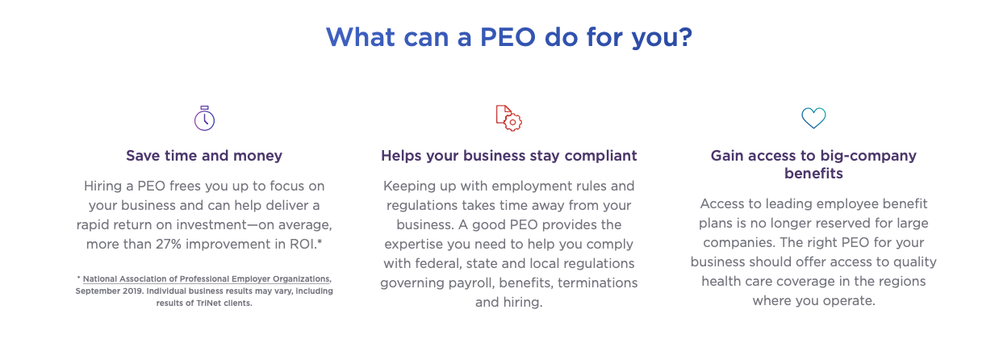 What can a PEO do for you?
Save time and money
Hiring a PEO frees you up to focus on
your business and can help deliver a
rapid return on investment—on average,
more than 27% improvement in ROI.*
* National Association of Professional Employer Organizations,
September 2019. Individual business results may vary, including
results of TriNet clients.
Helps your business stay compliant
Keeping up with employment rules and
regulations takes time away from your
business. A good PEO provides the
expertise you need to help you comply
with federal, state and local regulations
governing payroll, benefits, terminations
and hiring.
Gain access to big-company
benefits
Access to leading employee benefit
plans is no longer reserved for large
companies. The right PEO for your
business should offer access to quality
health care coverage in the regions
where you operate.